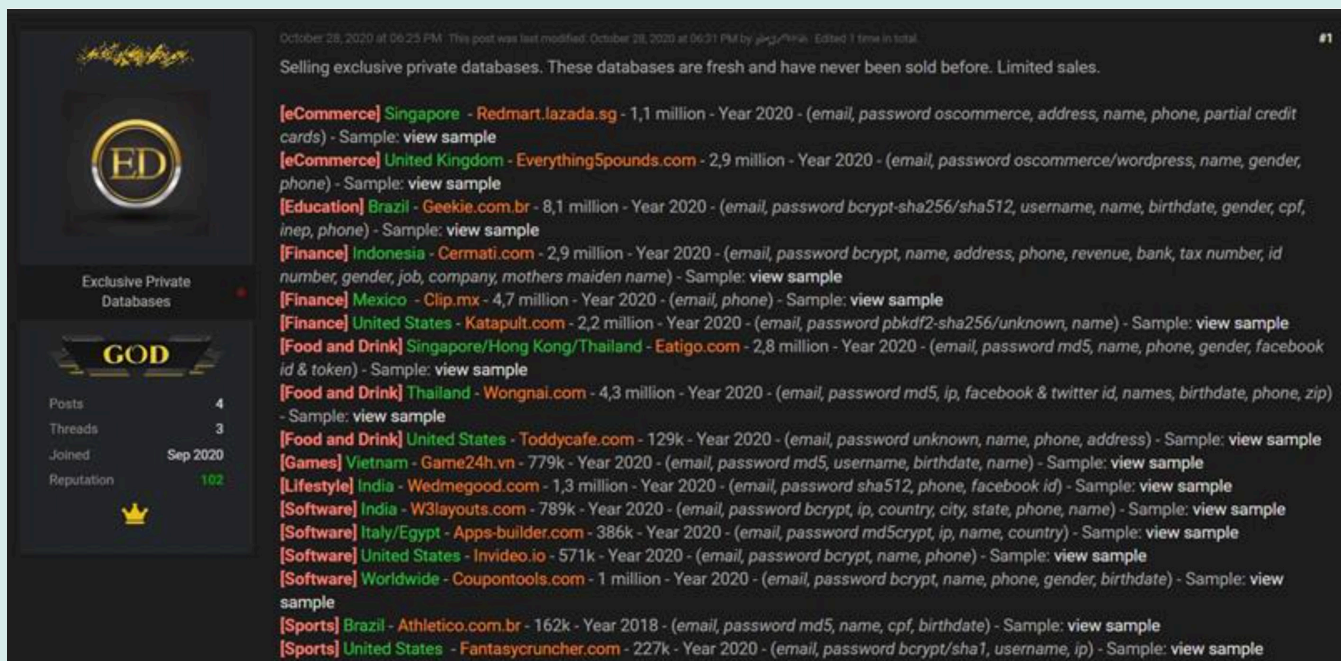 October 28, 2020 at 06:25 PM This post was last modified: October 28, 2020 at 06:31 PM by Edited 1 time in total.
#1
Selling exclusive private databases. These databases are fresh and have never been sold before. Limited sales.
[eCommerce] Singapore - Redmart.lazada.sg - 1,1 million - Year 2020 - (email, password oscommerce, address, name, phone, partial credit
cards) - Sample: view sample
[eCommerce] United Kingdom - Everything5pounds.com - 2,9 million - Year 2020 - (email, password oscommerce/wordpress, name, gender,
phone) - Sample: view sample
[Education] Brazil - Geekie.com.br - 8,1 million - Year 2020 - (email, password bcrypt-sha256/sha512, username, name, birthdate, gender, cpf,
inep, phone) - Sample: view sample
[Finance] Indonesia - Cermati.com - 2,9 million - Year 2020 - (email, password bcrypt, name, address, phone, revenue, bank, tax number, id
number, gender, job, company, mothers maiden name) - Sample: view sample
[Finance] Mexico - Clip.mx - 4,7 million - Year 2020 - (email, phone) - Sample: view sample
[Finance] United States - Katapult.com - 2,2 million - Year 2020 - (email, password pbkdf2-sha256/unknown, name) - Sample: view sample
[Food and Drink] Singapore/Hong Kong/Thailand - Eatigo.com - 2,8 million - Year 2020 - (email, password md5, name, phone, gender, facebook
id & token) - Sample: view sample
[Food and Drink] Thailand - Wongnai.com - 4,3 million - Year 2020 - (email, password md5, ip, facebook & twitter id, names, birthdate, phone, zip)
- Sample: view sample
[Food and Drink] United States - Toddycafe.com - 129k - Year 2020 - (email, password unknown, name, phone, address) - Sample: view sample
[Games] Vietnam - Game24h.vn - 779k - Year 2020 - (email, password md5, username, birthdate, name) - Sample: view sample
[Lifestyle] India - Wedmegood.com - 1,3 million - Year 2020 - (email, password sha512, phone, facebook id) - Sample: view sample
[Software] India - W3layouts.com - 789k - Year 2020 - (email, password bcrypt, ip, country, city, state, phone, name) - Sample: view sample
[Software] Italy/Egypt - Apps-builder.com - 386k - Year 2020 - (email, password md5crypt, ip, name, country) - Sample: view sample
[Software] United States - Invideo.io - 571k - Year 2020 - (email, password bcrypt, name, phone) - Sample: view sample
[Software] Worldwide - Coupontools.com - 1 million - Year 2020 - (email, password bcrypt, name, phone, gender, birthdate) - Sample: view
sample
[Sports] Brazil - Athletico.com.br - 162k - Year 2018 - (email, password md5, name, cpf, birthdate) - Sample: view sample
[Sports] United States - Fantasycruncher.com - 227k - Year 2020 - (email, password bcrypt/sha1, username, ip) - Sample: view sample
ED
Exclusive Private
Databases
GOD
Posts 4
Threads 3
Joined Sep 2020
Reputation 102